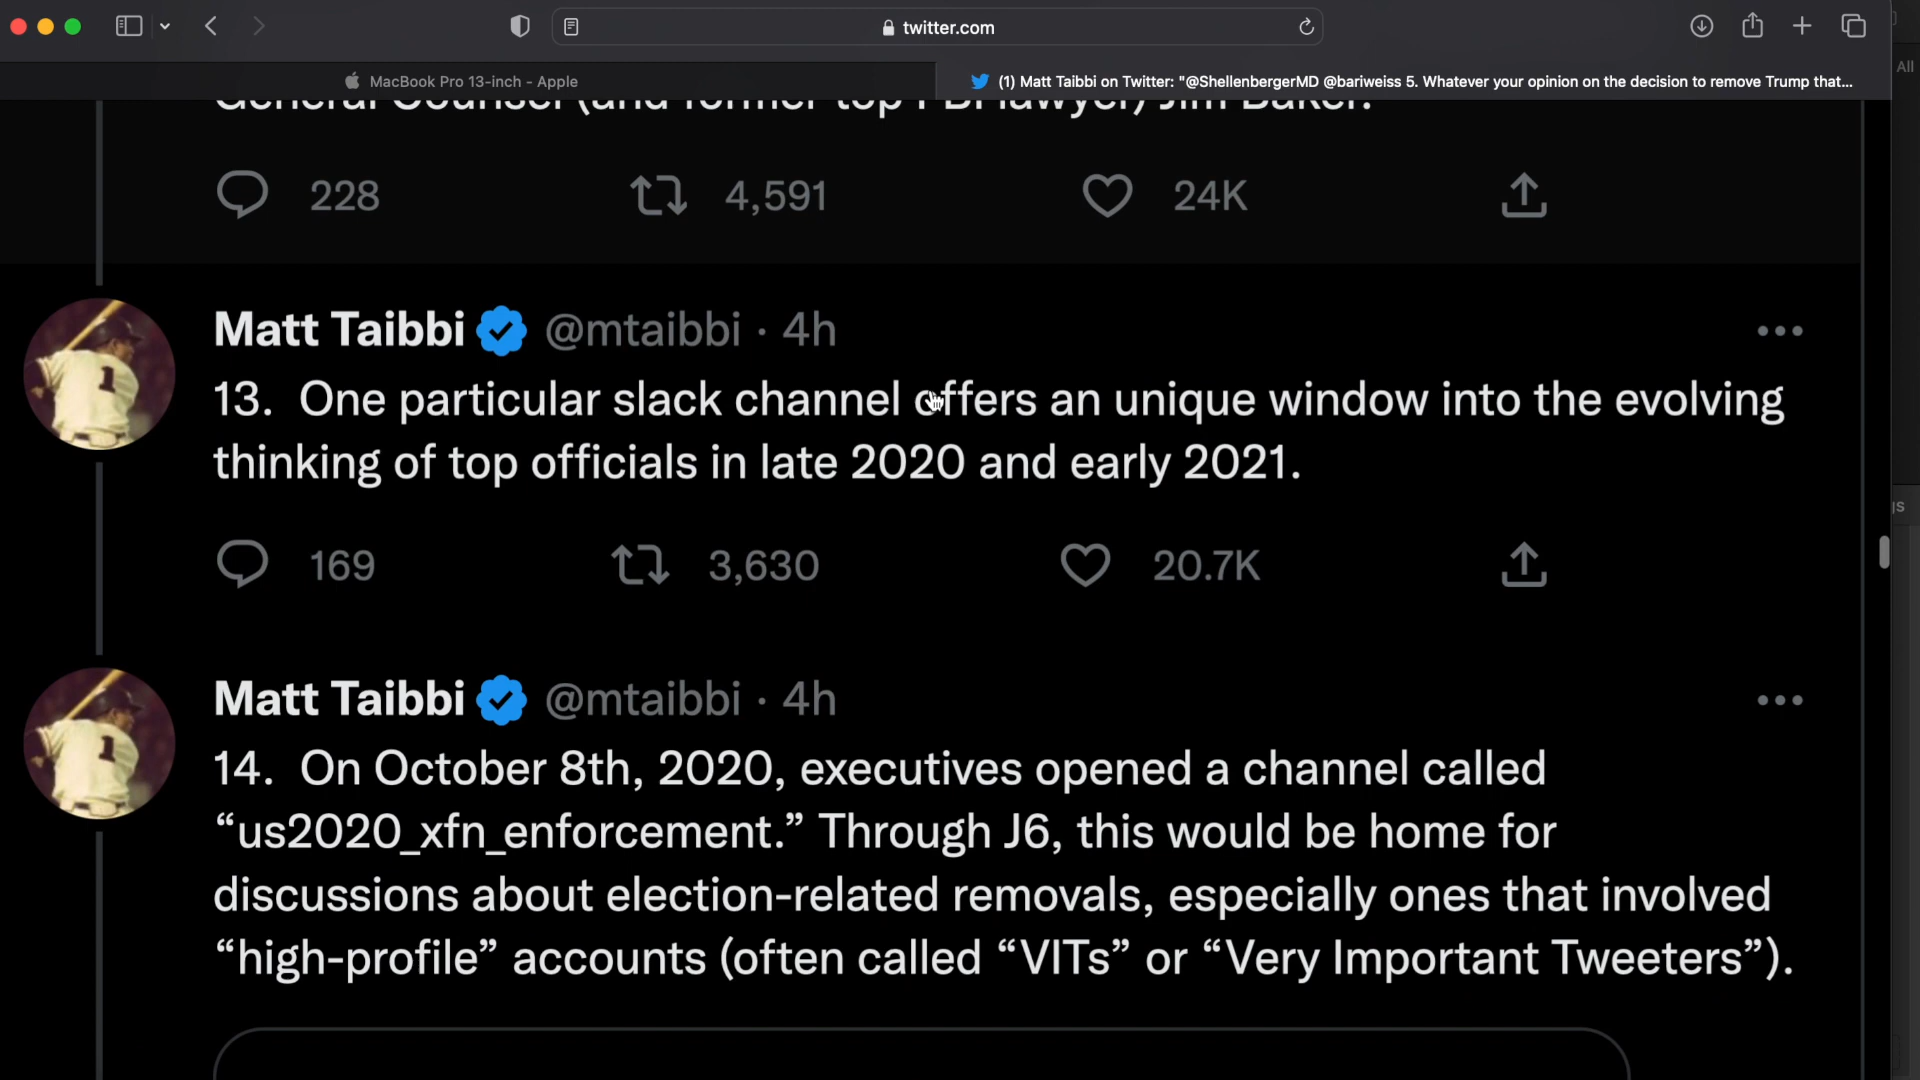 twitter.com
All
MacBook Pro 13-inch - Apple
(1) Matt Taibbi on Twitter: "@ShellenbergerMD @bariweiss 5. Whatever your opinion on the decision to remove Trump that...
General Counsel (and former top FBI lawyer) Jim Baker.
228 4,591 24K
Matt Taibbi @mtaibbi · 4h
13. One particular slack channel offers an unique window into the evolving
thinking of top officials in late 2020 and early 2021.
169 3,630 20.7K
Matt Taibbi @mtaibbi · 4h
14. On October 8th, 2020, executives opened a channel called
“us2020_xfn_enforcement.” Through J6, this would be home for
discussions about election-related removals, especially ones that involved
“high-profile” accounts (often called “VITs” or “Very Important Tweeters”).